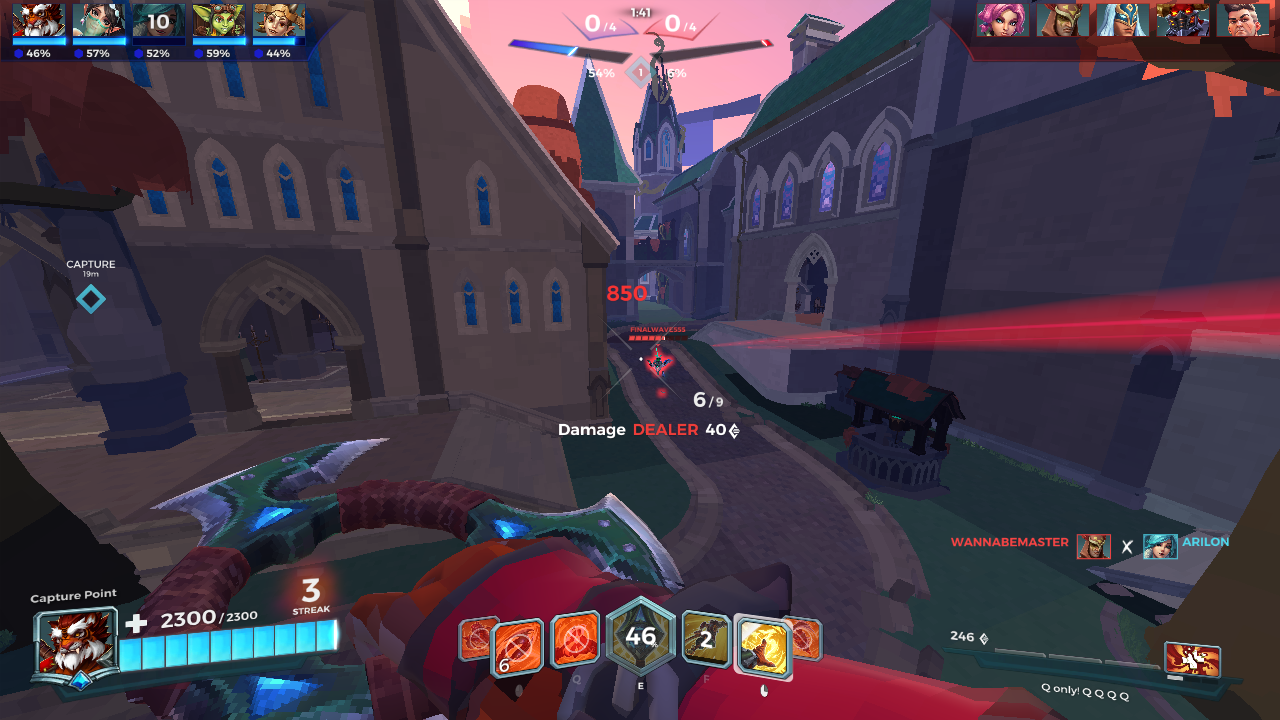 10
46%
57%
52%
59%
44%
1:41
0/4
0/4
54%
1
6%
CAPTURE
19m
850
FINALWAVESSS
6/9
Damage DEALER 40
WANNABEMASTER X ARILON
Capture Point
2300/2300
3
STREAK
6
46%
2
Q
E
F
246
Q only! Q Q Q Q